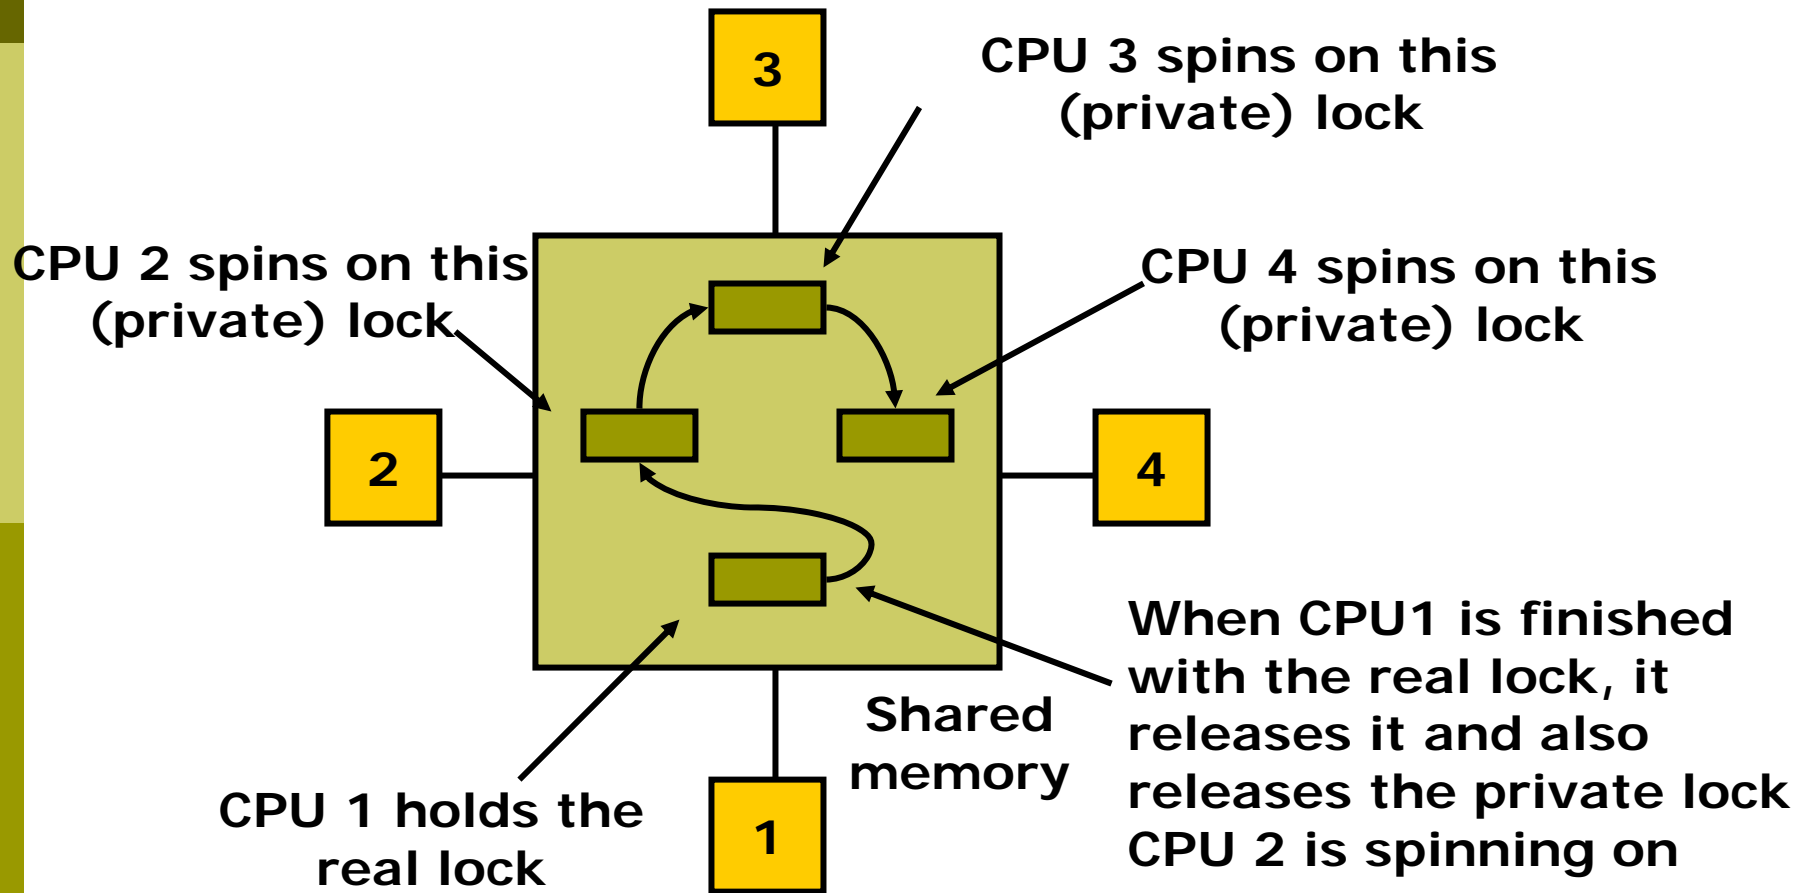 3
CPU 3 spins on this
(private) lock
CPU 2 spins on this
(private) lock
CPU 4 spins on this
(private) lock
2
4
When CPU1 is finished
with the real lock, it
releases it and also
releases the private lock
CPU 2 is spinning on
Shared
memory
CPU 1 holds the
real lock
1